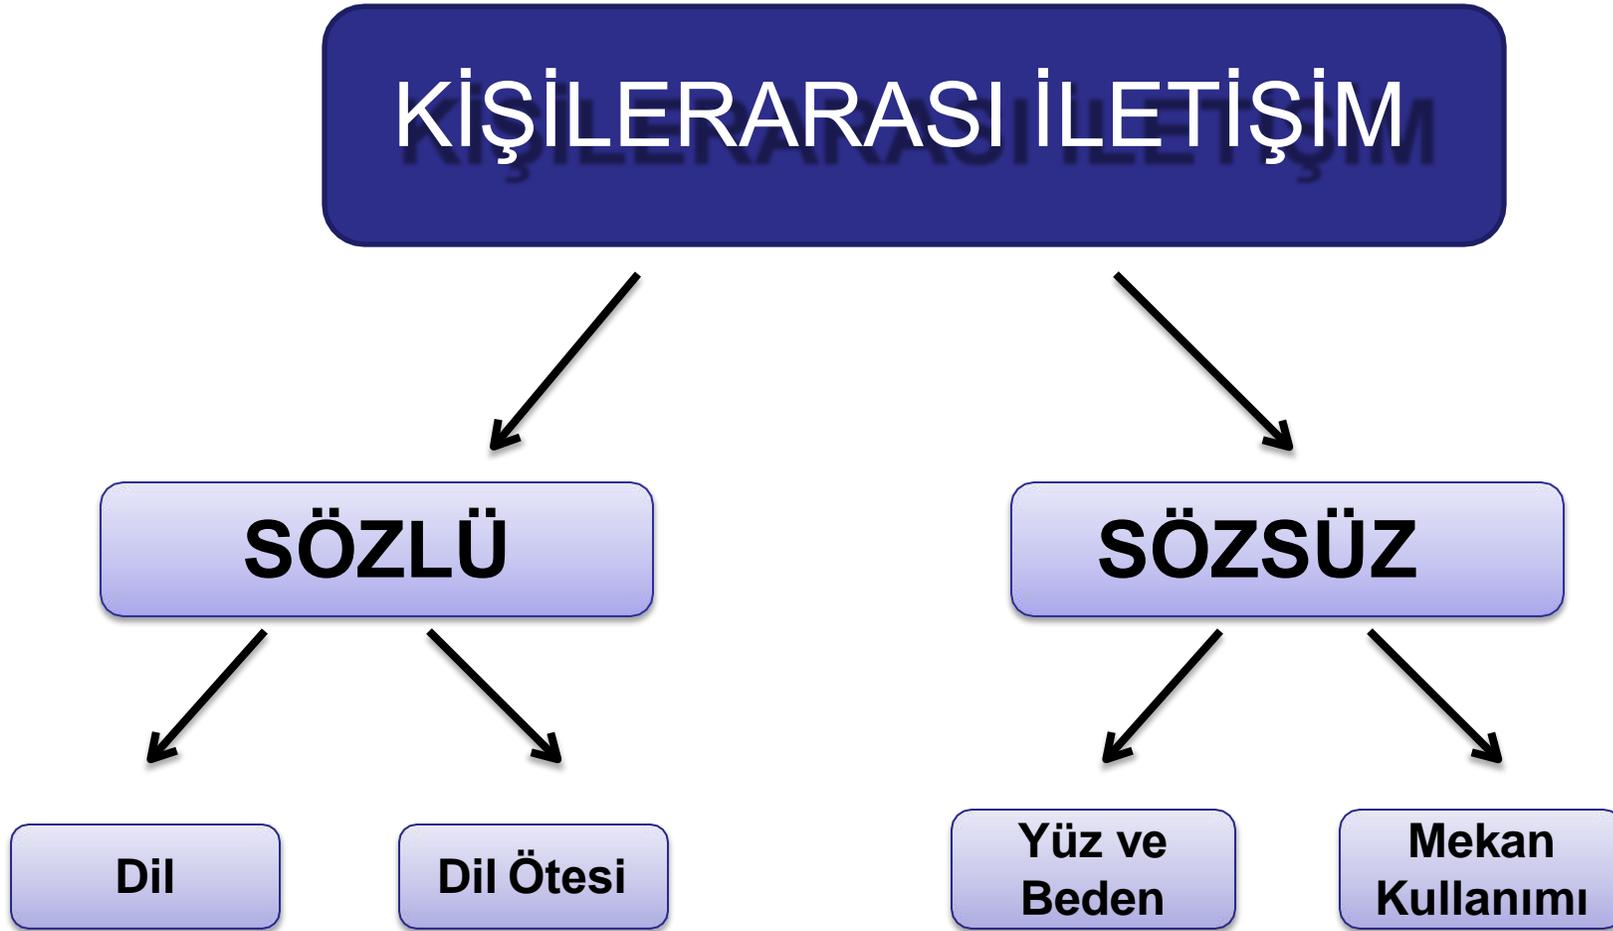 KİŞİLERARASI İLETİŞİM
SÖZLÜ
SÖZSÜZ
Dil
Dil Ötesi
Yüz ve
Beden
Mekan
Kullanımı